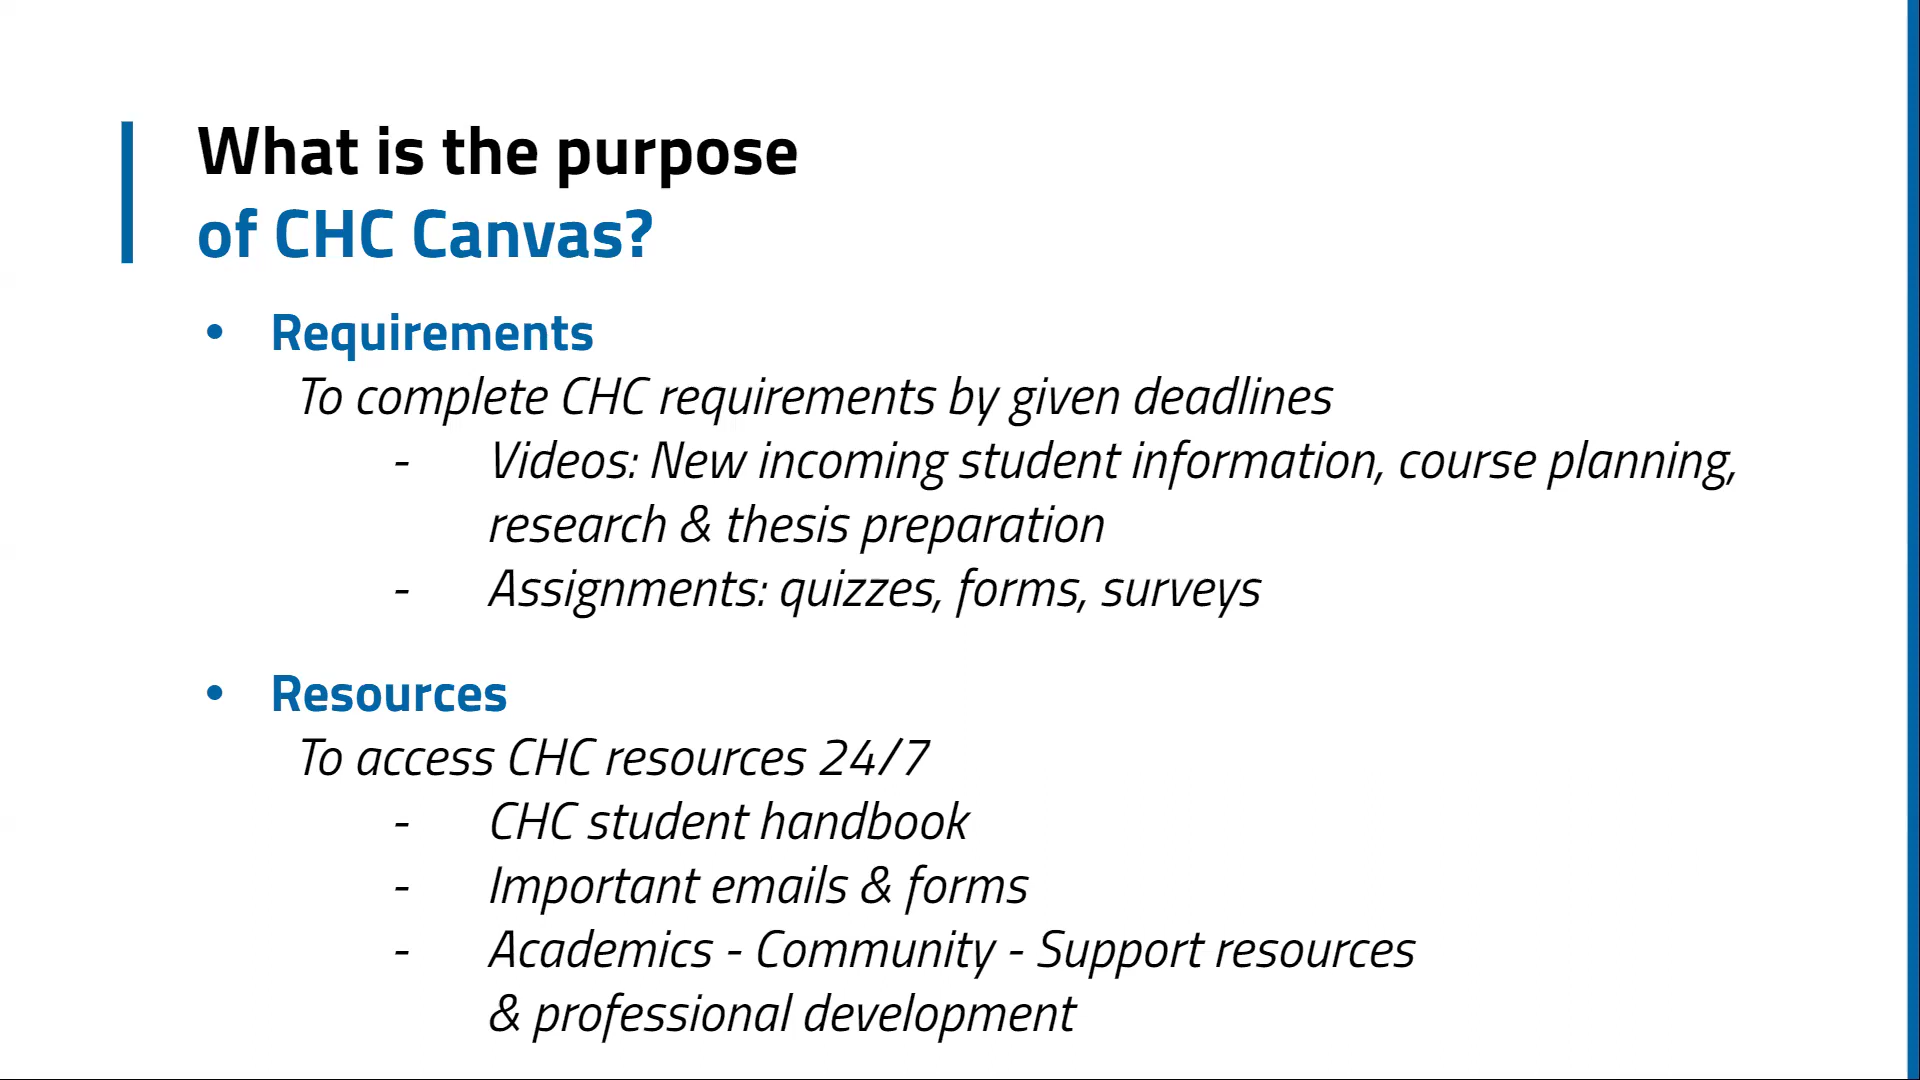 What is the purpose
of CHC Canvas?
• Requirements
To complete CHC requirements by given deadlines
- Videos: New incoming student information, course planning,
research & thesis preparation
- Assignments: quizzes, forms, surveys
• Resources
To access CHC resources 24/7
- CHC student handbook
- Important emails & forms
- Academics - Community - Support resources
& professional development